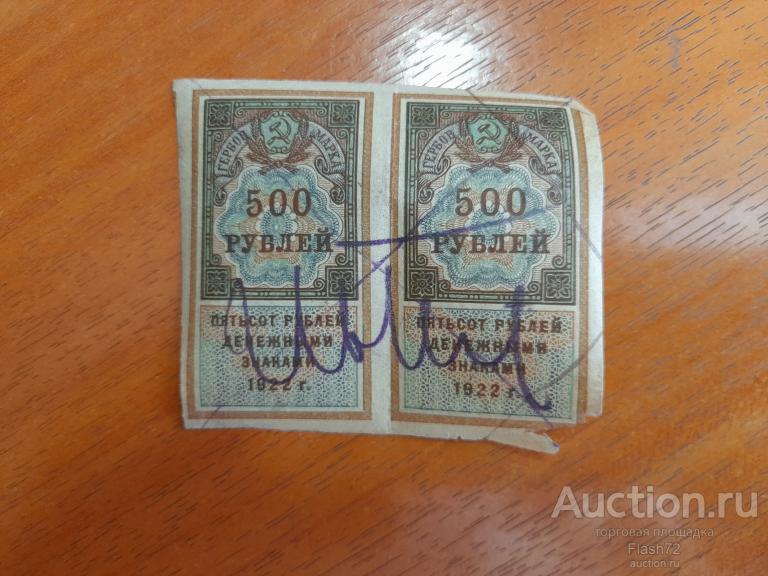 ГЕРБОВ. МАРКА
500
РУБЛЕЙ
ПЯТЬСОТ РУБЛЕЙ
ДЕНЕЖНЫМИ
ЗНАКАМИ
1922 г.
ГЕРБОВ. МАРКА
500
РУБЛЕЙ
ПЯТЬСОТ РУБЛЕЙ
ДЕНЕЖНЫМИ
ЗНАКАМИ
1922 г.
Auction.ru
торговая площадка
Flash72
auction.ru